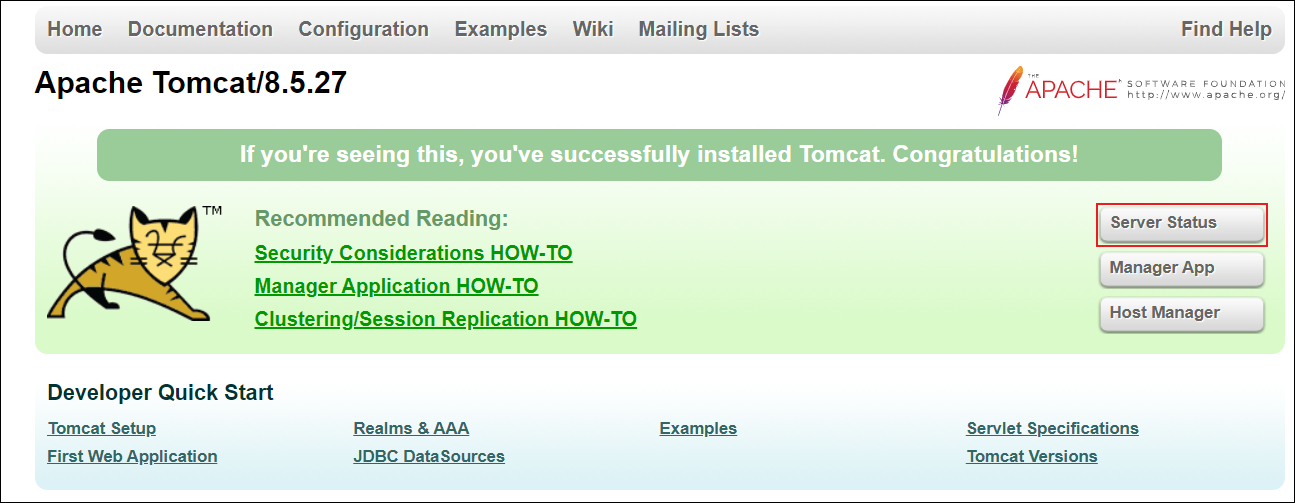 Home Documentation Configuration Examples Wiki Mailing Lists Find Help
Apache Tomcat/8.5.27
THE APACHE SOFTWARE FOUNDATION
http://www.apache.org/
If you're seeing this, you've successfully installed Tomcat. Congratulations!
TM
Recommended Reading:
Security Considerations HOW-TO
Manager Application HOW-TO
Clustering/Session Replication HOW-TO
Server Status
Manager App
Host Manager
Developer Quick Start
Tomcat Setup Realms & AAA Examples Servlet Specifications
First Web Application JDBC DataSources Tomcat Versions